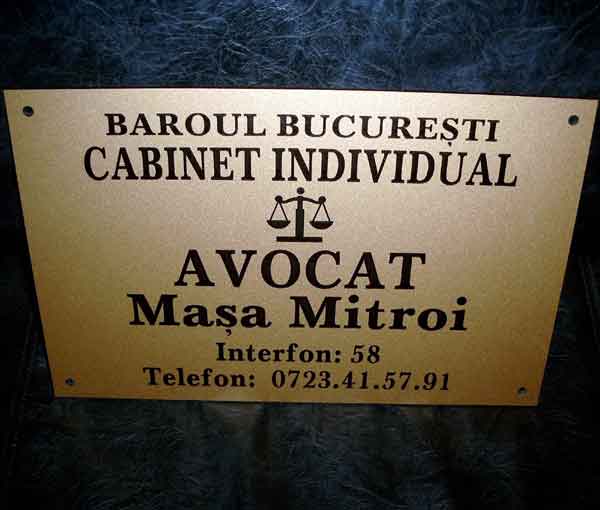 BAROUL BUCUREȘTI
CABINET INDIVIDUAL
AVOCAT
Mașa Mitroi
Interfon: 58
Telefon: 0723.41.57.91